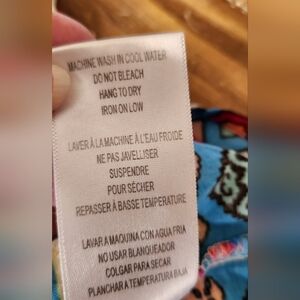 MACHINE WASH IN COOL WATER
DO NOT BLEACH
HANG TO DRY
IRON ON LOW
LAVER À LA MACHINE À L'EAU FROIDE
NE PAS JAVELLISER
SUSPENDRE
POUR SÉCHER
REPASSER À BASSE TEMPERATURE
LAVAR A MAQUINA CON AGUA FRIA
NO USAR BLANQUEADOR
COLGAR PARA SECAR
PLANCHAR A TEMPERATURA BAJA